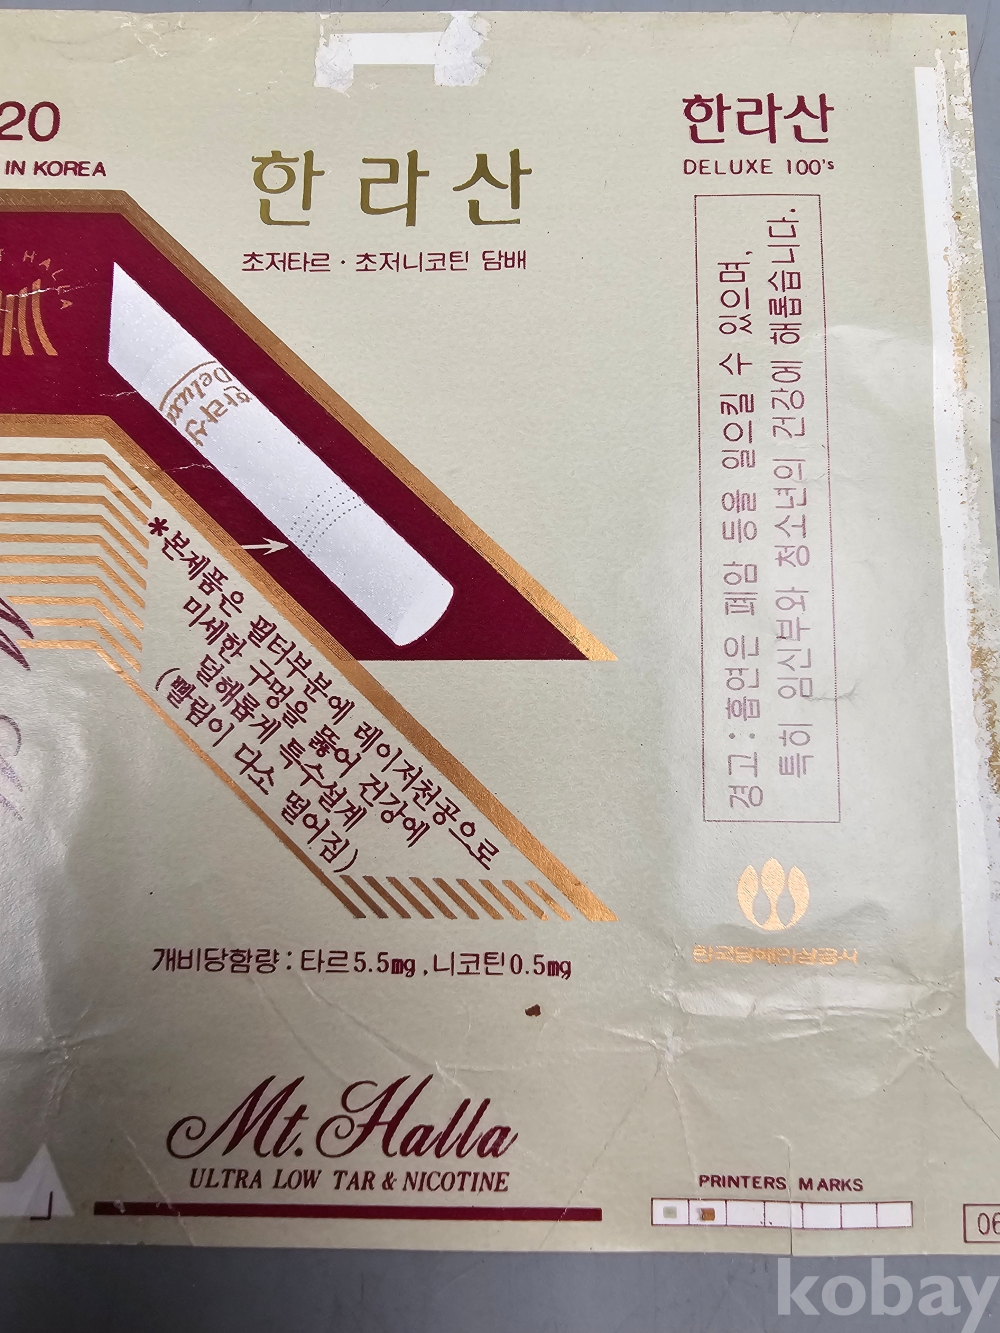 20
IN KOREA
HALLA
한라산
초저타르 · 초저니코틴 담배
Deluxe
한라산
*본제품은 필터부분에 레이저천공으로
미세한 구멍을 뚫어 건강에
덜해롭게 특수설계
(빨림이 다소 떨어짐)
개비당함량 : 타르 5.5mg , 니코틴 0.5mg
Mt. Halla
ULTRA LOW TAR & NICOTINE
한라산
DELUXE 100's
경고 : 흡연은 폐암 등을 일으킬 수 있으며,
특히 임신부와 청소년의 건강에 해롭습니다.
한국담배인삼공사
PRINTERS MARKS
06
kobay